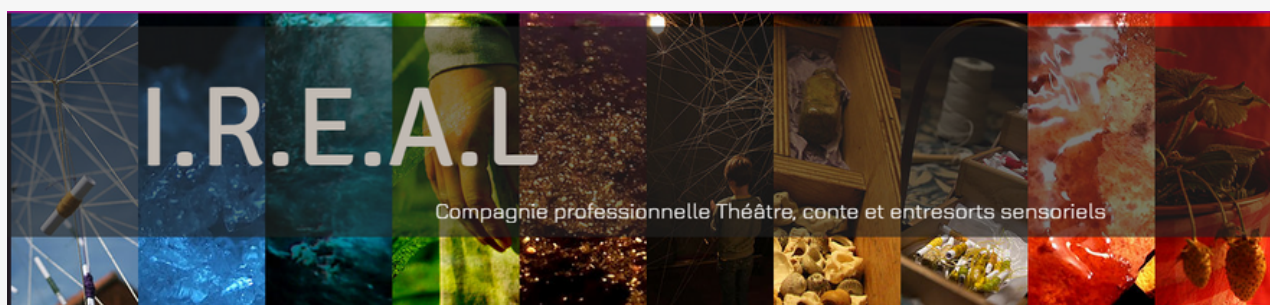 I.R.E.A.L
Compagnie professionnelle Théâtre, conte et entresorts sensoriels